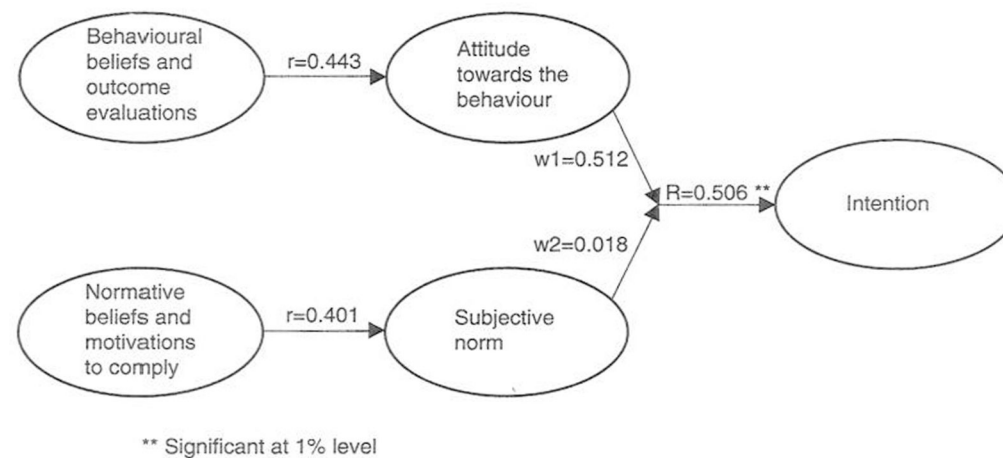 Behavioural
beliefs and
outcome
evaluations
r=0.443
Attitude
towards the
behaviour
w1=0.512
R=0.506 **
Intention
w2=0.018
Normative
beliefs and
motivations
to comply
r=0.401
Subjective
norm
** Significant at 1% level